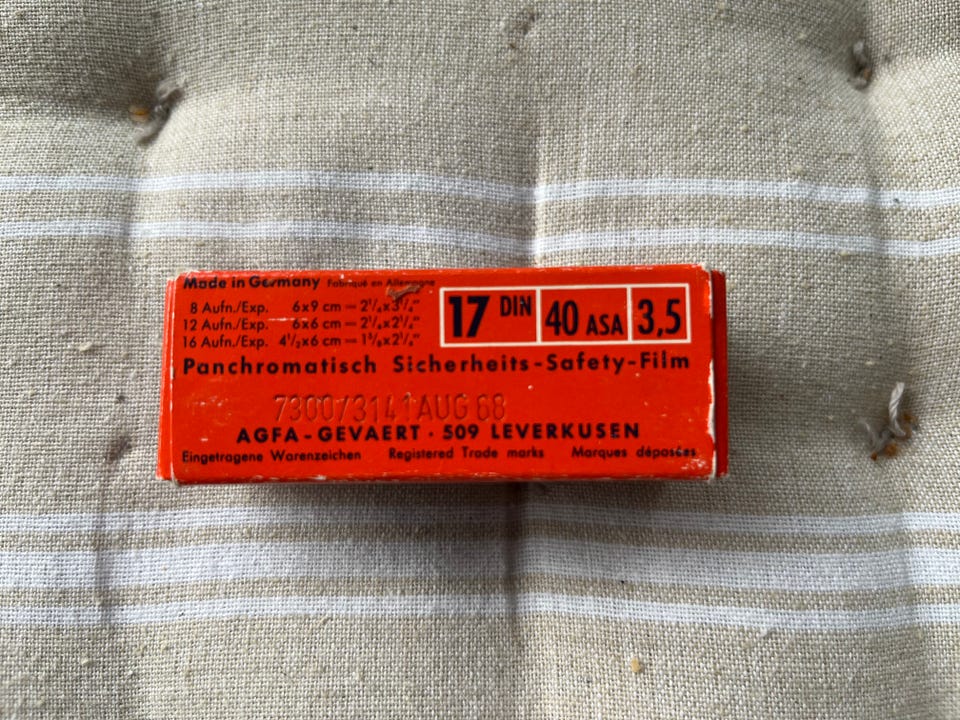 Made in Germany Fabriqué en Allemagne
8 Aufn./Exp. 6x9 cm = 2¼x3¼"
12 Aufn./Exp. 6x6 cm = 2¼x2¼"
16 Aufn./Exp. 4½x6 cm = 1⅝x2¼"
17 DIN 40 ASA 3,5
Panchromatisch Sicherheits-Safety-Film
7300/3141 AUG 68
AGFA-GEVAERT · 509 LEVERKUSEN
Eingetragene Warenzeichen Registered Trade marks Marques déposées